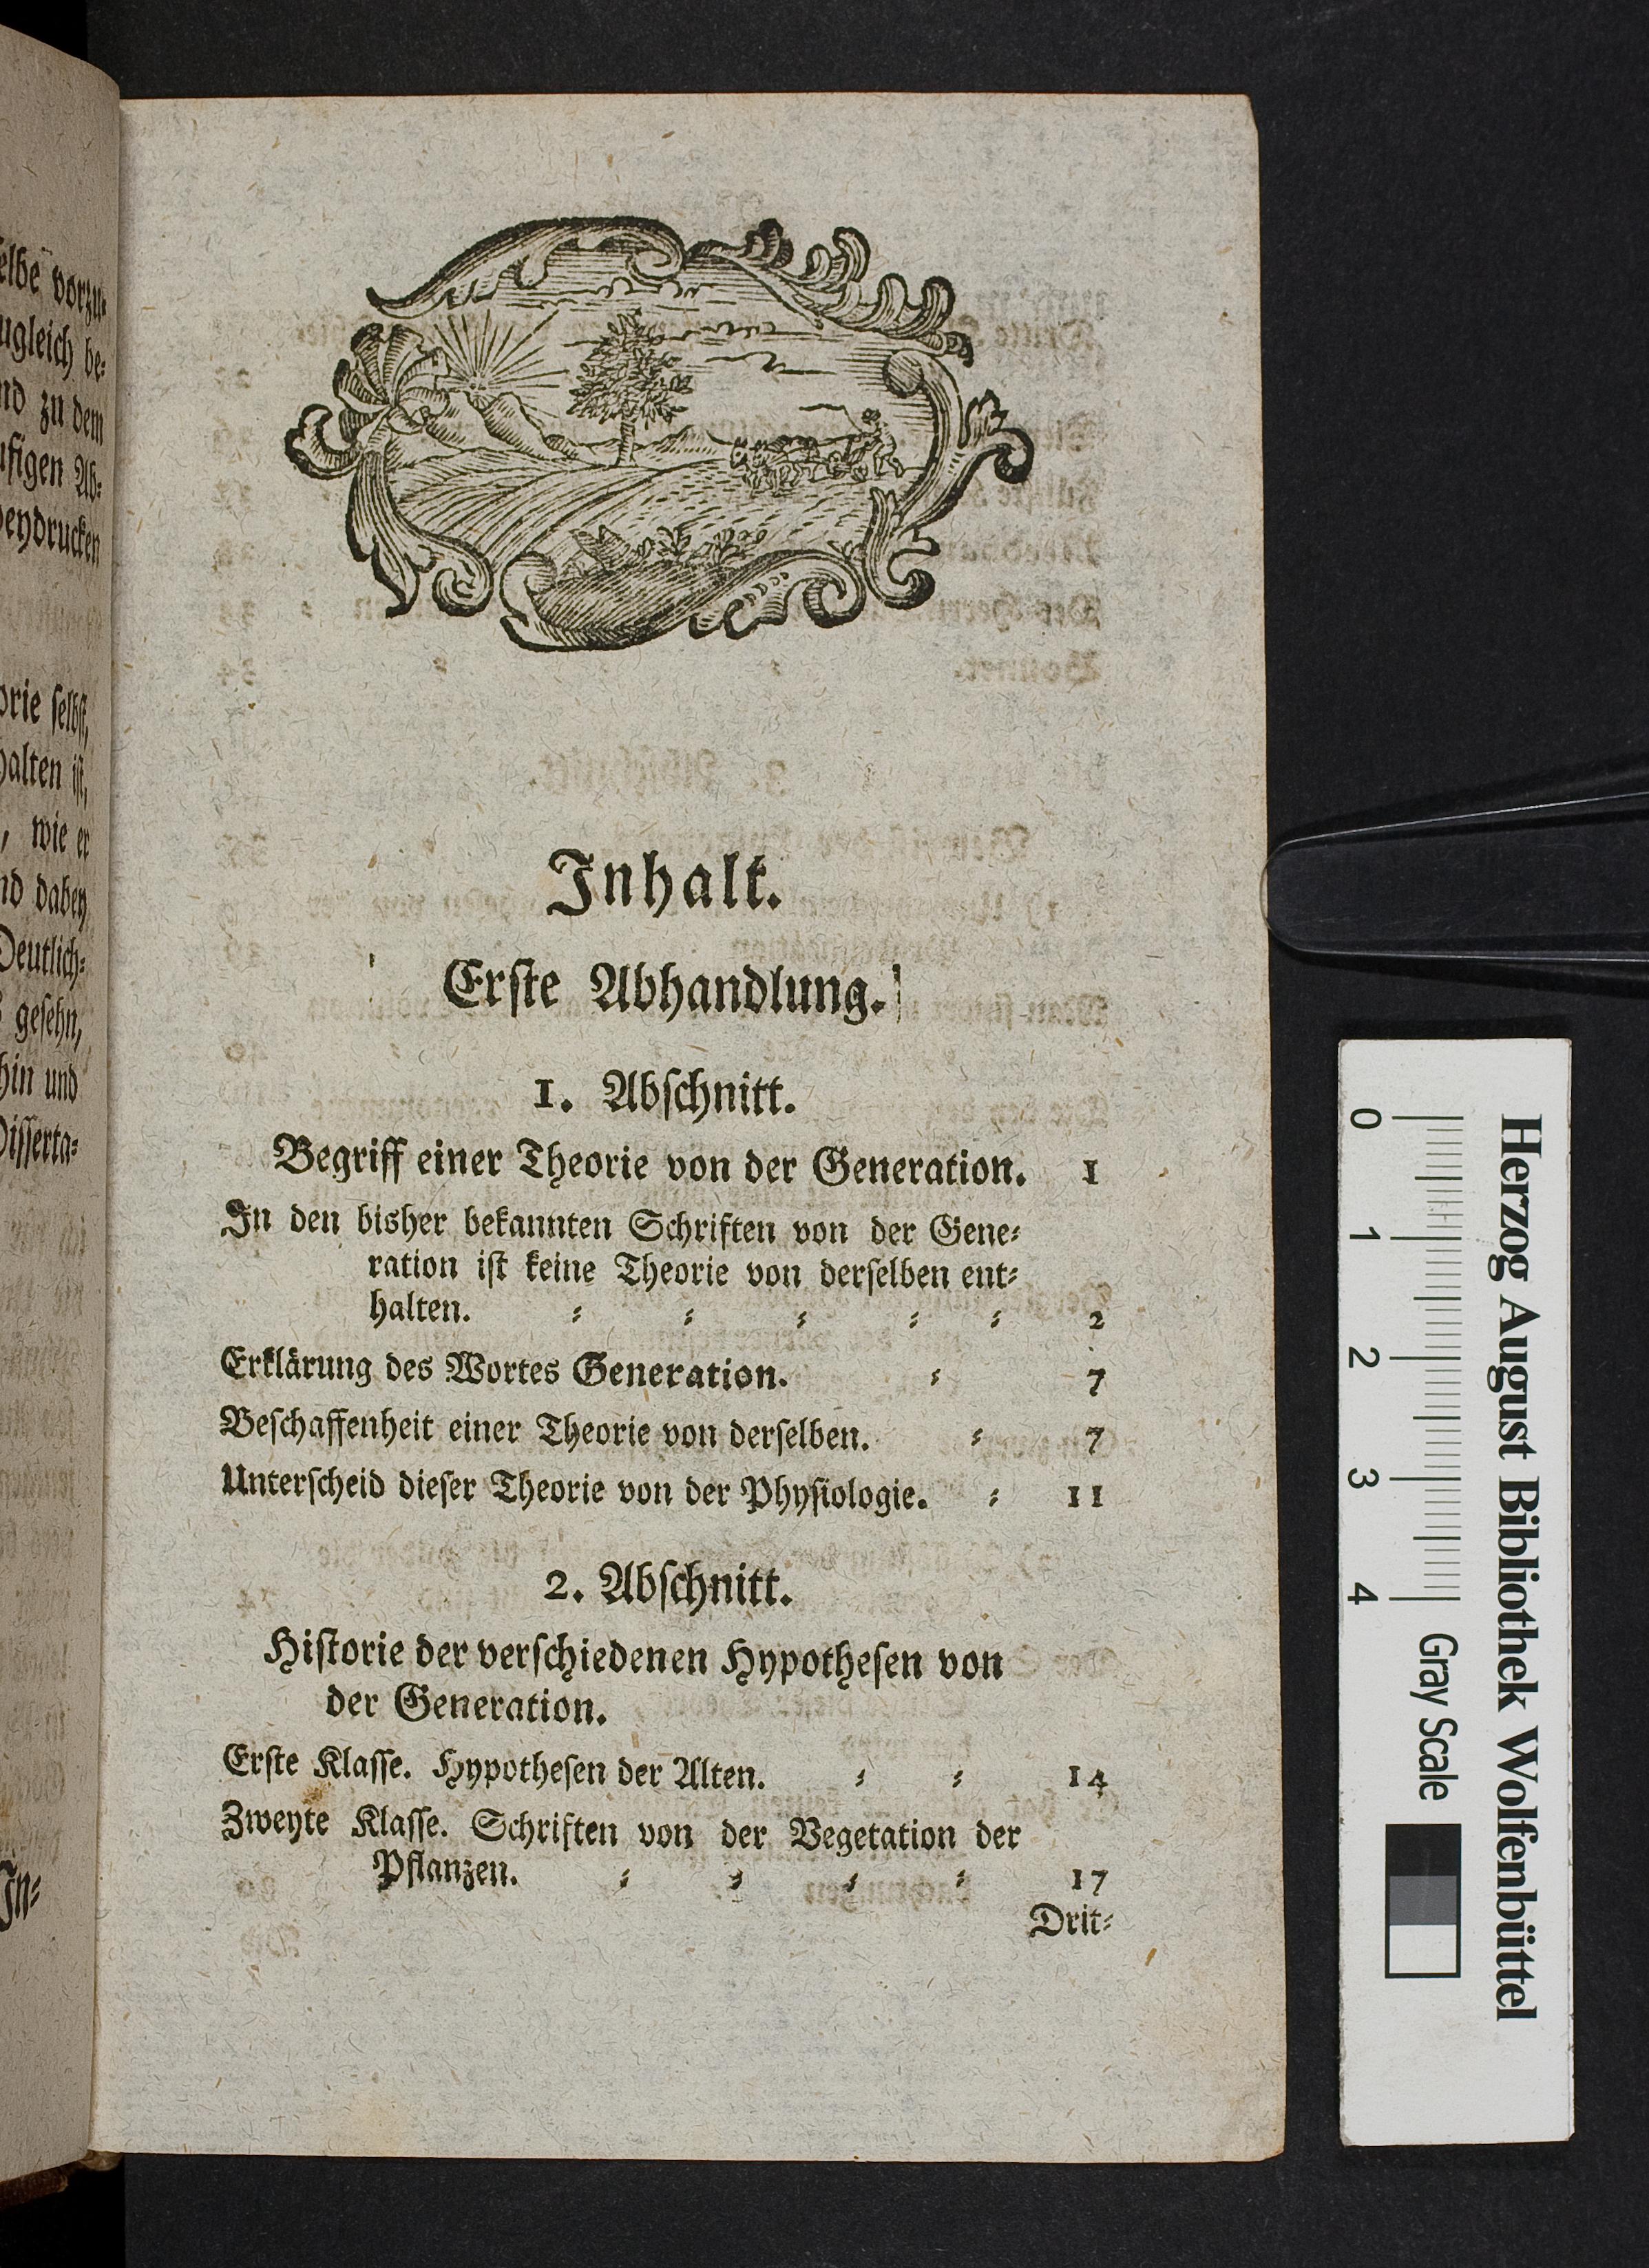 elbe vorzu⸗
ugleich be⸗
nd zu dem
ufigen Ab⸗
eydrucken
orie ſelbſt,
halten iſt,
, wie er
nd dabey
Deutlich⸗
geſehn,
hin und
Diſſerta⸗
In⸗
Inhalt.
Erſte Abhandlung.
1. Abſchnitt.
Begriff einer Theorie von der Generation. 1
In den bisher bekannten Schriften von der Gene⸗
ration iſt keine Theorie von derſelben ent⸗
halten. ⸗ ⸗ ⸗ ⸗ ⸗ 2
Erklärung des Wortes Generation. ⸗ 7
Beſchaffenheit einer Theorie von derſelben. ⸗ 7
Unterſcheid dieſer Theorie von der Phyſiologie. ⸗ 11
2. Abſchnitt.
Hiſtorie der verſchiedenen Hypotheſen von
der Generation.
Erſte Klaſſe. Hypotheſen der Alten. ⸗ ⸗ 14
Zweyte Klaſſe. Schriften von der Vegetation der
Pflanzen. ⸗ ⸗ ⸗ ⸗ 17
Drit⸗
Herzog August Bibliothek Wolfenbüttel
0 1 2 3 4 Gray Scale